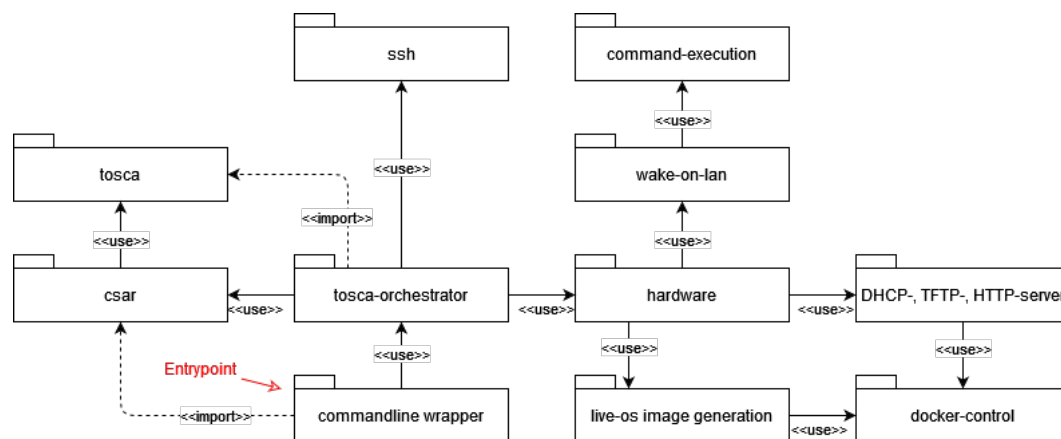 ssh
command-execution
<<use>>
tosca
<<use>>
wake-on-lan
<<import>>
<<use>>
<<use>>
csar
tosca-orchestrator
hardware
DHCP-, TFTP-, HTTP-server
<<use>>
<<use>>
<<use>>
<<use>>
<<use>>
<<use>>
Entrypoint
commandline wrapper
live-os image generation
docker-control
<<import>>
<<use>>